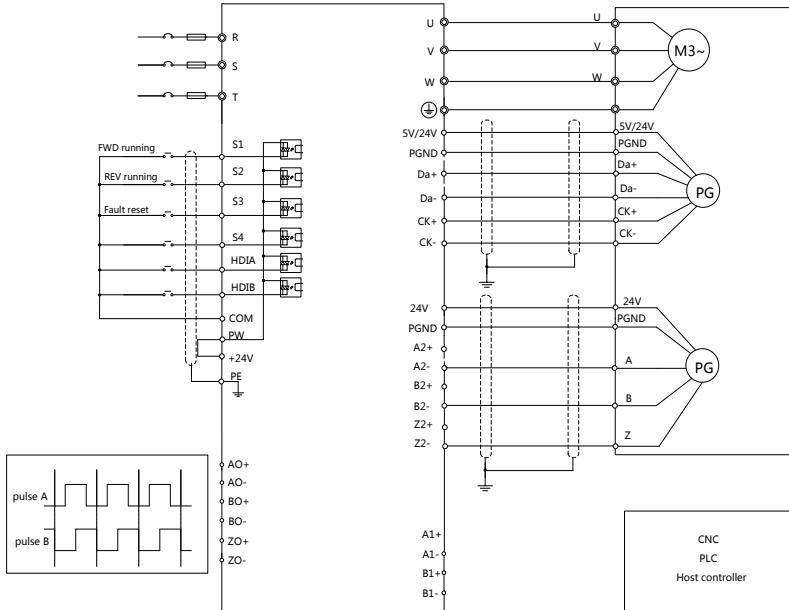 R
S
T
FWD running
REV running
Fault reset
S1
S2
S3
S4
HDIA
HDIB
COM
PW
+24V
PE
pulse A
pulse B
AO+
AO-
BO+
BO-
ZO+
ZO-
U
V
W
5V/24V
PGND
Da+
Da-
CK+
CK-
24V
PGND
A2+
A2-
B2+
B2-
Z2+
Z2-
A1+
A1-
B1+
B1-
U
V
W
M3~
5V/24V
PGND
Da+
Da-
CK+
CK-
PG
24V
PGND
A
B
Z
PG
CNC
PLC
Host controller